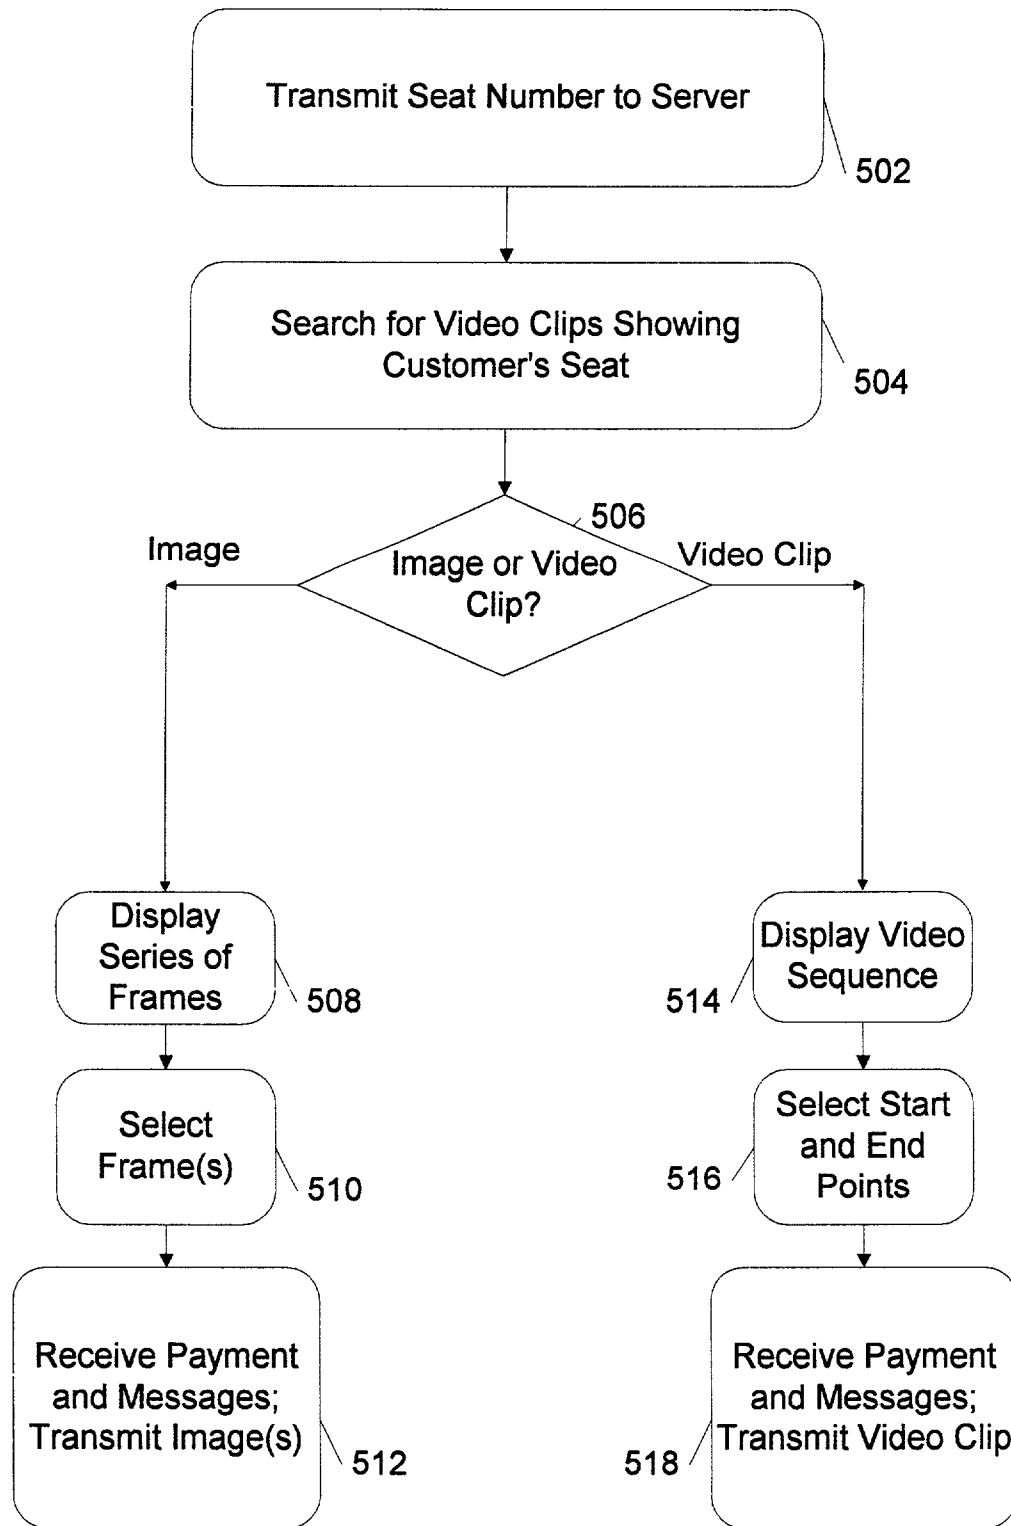 Transmit Seat Number to Server
502
Search for Video Clips Showing
Customer's Seat
504
506
Image
Image or Video
Clip?
Video Clip
Display
Series of
Frames
508
Select
Frame(s)
510
Receive Payment
and Messages;
Transmit Image(s)
512
Display Video
Sequence
514
Select Start
and End
Points
516
Receive Payment
and Messages;
Transmit Video Clip
518